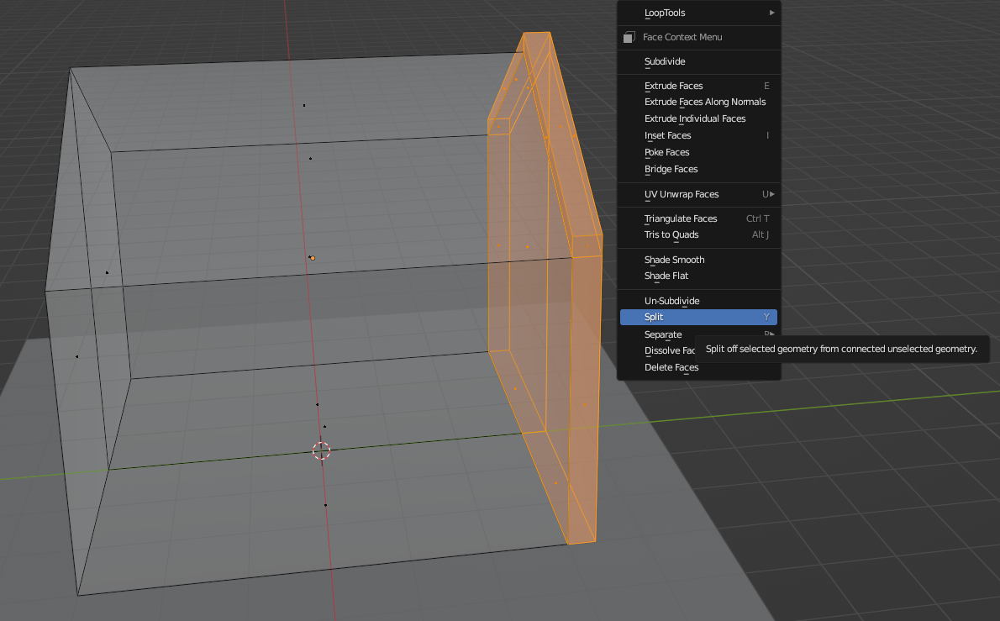 LoopTools
Face Context Menu
Subdivide
Extrude Faces E
Extrude Faces Along Normals
Extrude Individual Faces
Inset Faces I
Poke Faces
Bridge Faces
UV Unwrap Faces U
Triangulate Faces Ctrl T
Tris to Quads Alt J
Shade Smooth
Shade Flat
Un-Subdivide
Split Y
Separate P
Split off selected geometry from connected unselected geometry.
Dissolve Fac
Delete Faces